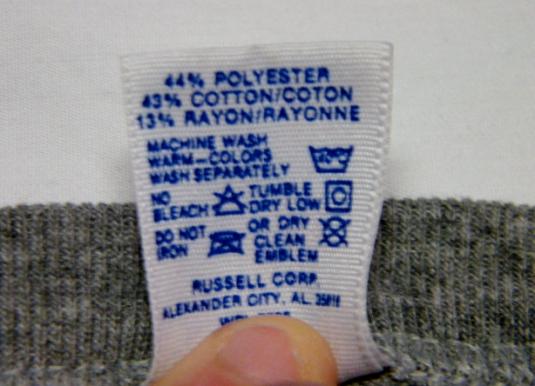 44% POLYESTER
43% COTTON/COTON
13% RAYON/RAYONNE
MACHINE WASH
WARM-COLORS
WASH SEPARATELY
NO
BLEACH
TUMBLE
DRY LOW
DO NOT
IRON
OR DRY
CLEAN
EMBLEM
RUSSELL CORP.
ALEXANDER CITY, AL.